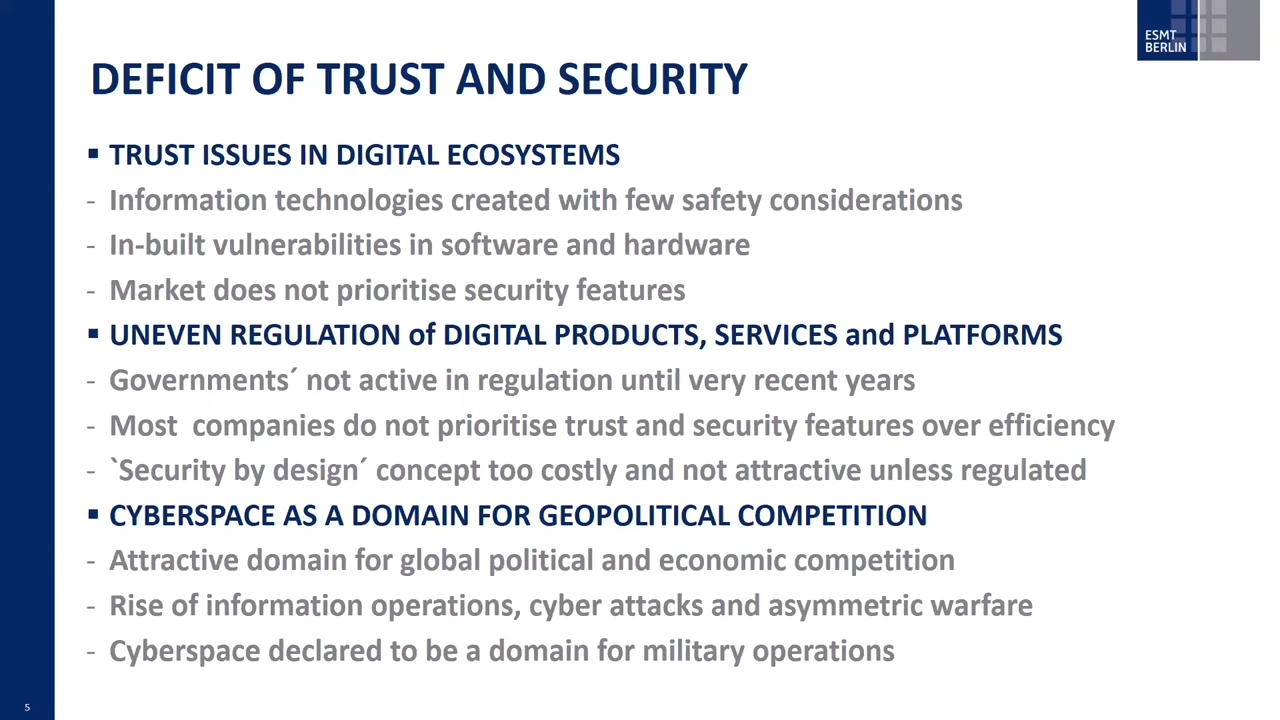 ESMT
BERLIN
DEFICIT OF TRUST AND SECURITY
▪ TRUST ISSUES IN DIGITAL ECOSYSTEMS
- Information technologies created with few safety considerations
- In-built vulnerabilities in software and hardware
- Market does not prioritise security features
▪ UNEVEN REGULATION of DIGITAL PRODUCTS, SERVICES and PLATFORMS
- Governments´ not active in regulation until very recent years
- Most  companies do not prioritise trust and security features over efficiency
- `Security by design´ concept too costly and not attractive unless regulated
▪ CYBERSPACE AS A DOMAIN FOR GEOPOLITICAL COMPETITION
- Attractive domain for global political and economic competition
- Rise of information operations, cyber attacks and asymmetric warfare
- Cyberspace declared to be a domain for military operations
5